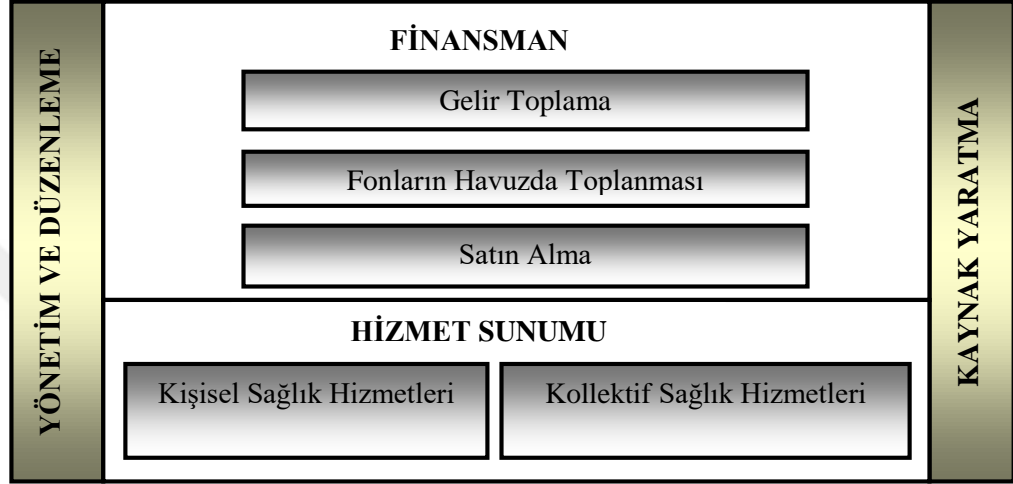 YÖNETİM VE DÜZENLEME
FİNANSMAN
Gelir Toplama
Fonların Havuzda Toplanması
Satın Alma
HİZMET SUNUMU
Kişisel Sağlık Hizmetleri
Kollektif Sağlık Hizmetleri
KAYNAK YARATMA